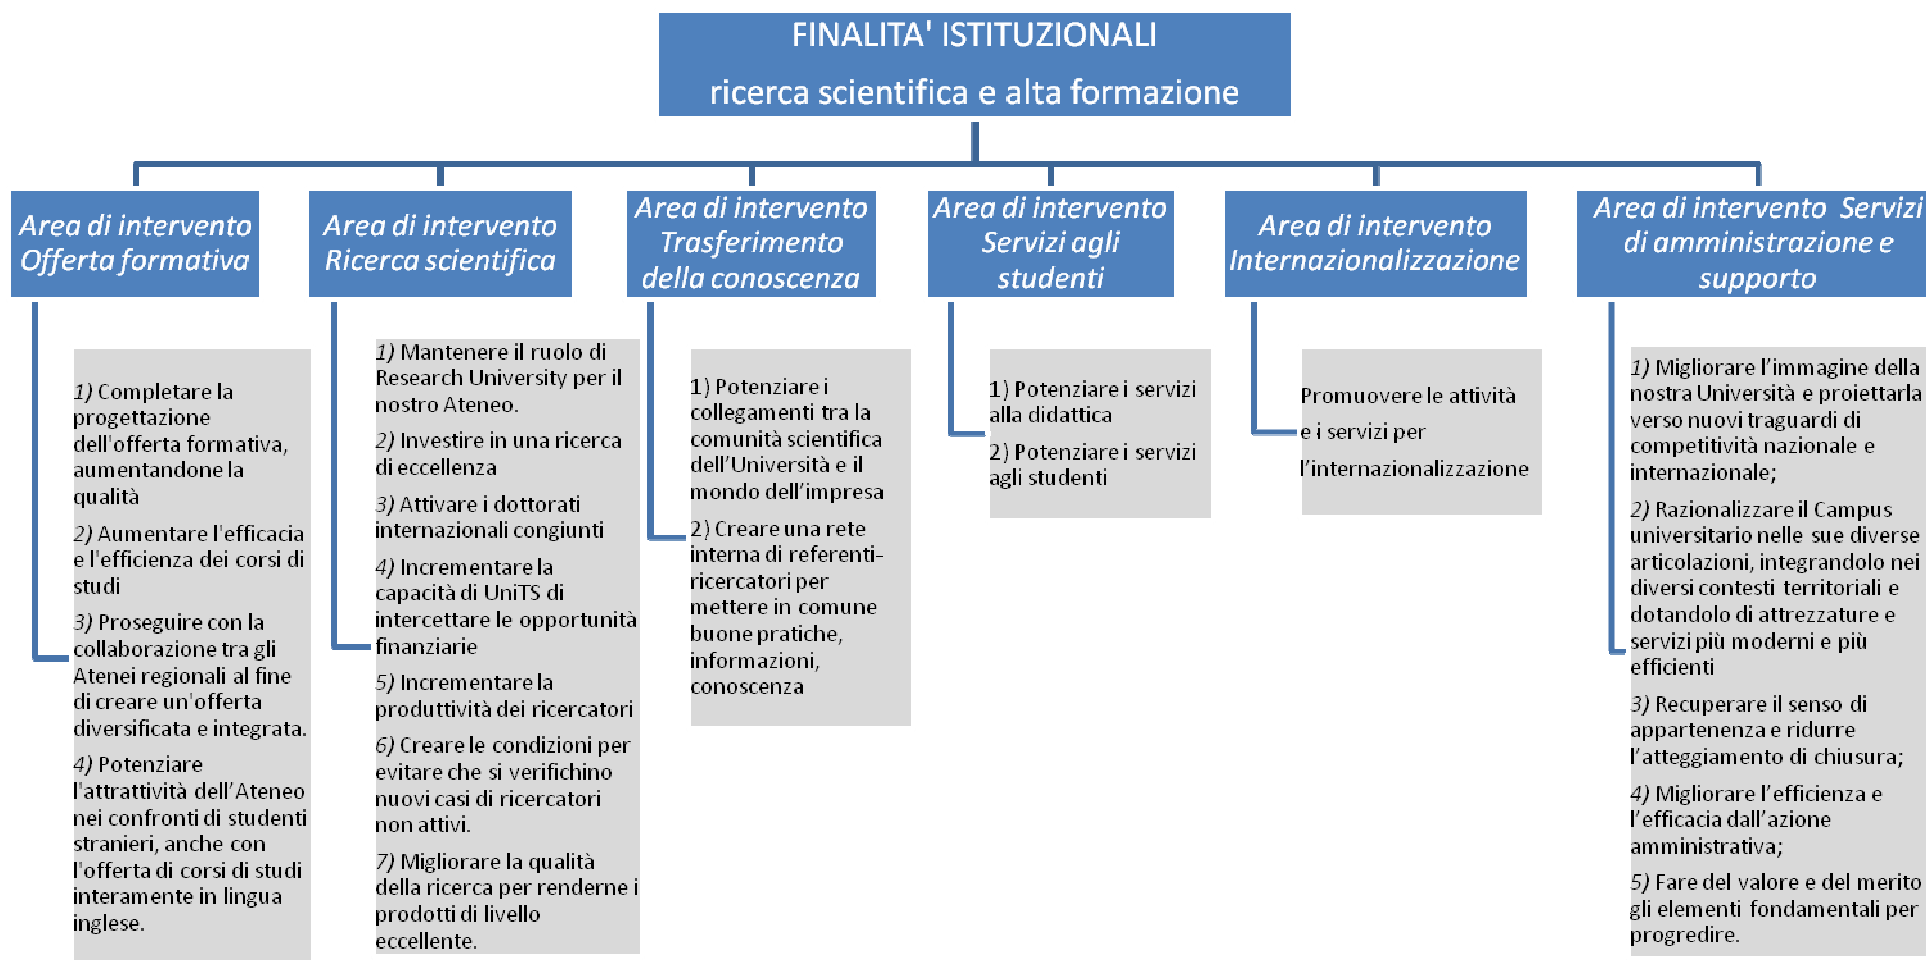 FINALITA' ISTITUZIONALI
ricerca scientifica e alta formazione
Area di intervento
Offerta formativa
1) Completare la
progettazione
dell'offerta formativa,
aumentandone la
qualità
2) Aumentare l'efficacia
e l'efficienza dei corsi di
studi
3) Proseguire con la
collaborazione tra gli
Atenei regionali al fine
di creare un'offerta
diversificata e integrata.
4) Potenziare
l'attrattività dell’Ateneo
nei confronti di studenti
stranieri, anche con
l'offerta di corsi di studi
interamente in lingua
inglese.
Area di intervento
Ricerca scientifica
1) Mantenere il ruolo di
Research University per il
nostro Ateneo.
2) Investire in una ricerca
di eccellenza
3) Attivare i dottorati
internazionali congiunti
4) Incrementare la
capacità di UniTS di
intercettare le opportunità
finanziarie
5) Incrementare la
produttività dei ricercatori
6) Creare le condizioni per
evitare che si verifichino
nuovi casi di ricercatori
non attivi.
7) Migliorare la qualità
della ricerca per renderne i
prodotti di livello
eccellente.
Area di intervento
Trasferimento
della conoscenza
1) Potenziare i
collegamenti tra la
comunità scientifica
dell’Università e il
mondo dell’impresa
2) Creare una rete
interna di referenti-
ricercatori per
mettere in comune
buone pratiche,
informazioni,
conoscenza
Area di intervento
Servizi agli
studenti
1) Potenziare i servizi
alla didattica
2) Potenziare i servizi
agli studenti
Area di intervento
Internazionalizzazione
Promuovere le attività
e i servizi per
l’internazionalizzazione
Area di intervento Servizi
di amministrazione e
supporto
1) Migliorare l’immagine della
nostra Università e proiettarla
verso nuovi traguardi di
competitività nazionale e
internazionale;
2) Razionalizzare il Campus
universitario nelle sue diverse
articolazioni, integrandolo nei
diversi contesti territoriali e
dotandolo di attrezzature e
servizi più moderni e più
efficienti
3) Recuperare il senso di
appartenenza e ridurre
l’atteggiamento di chiusura;
4) Migliorare l’efficienza e
l’efficacia dall’azione
amministrativa;
5) Fare del valore e del merito
gli elementi fondamentali per
progredire.